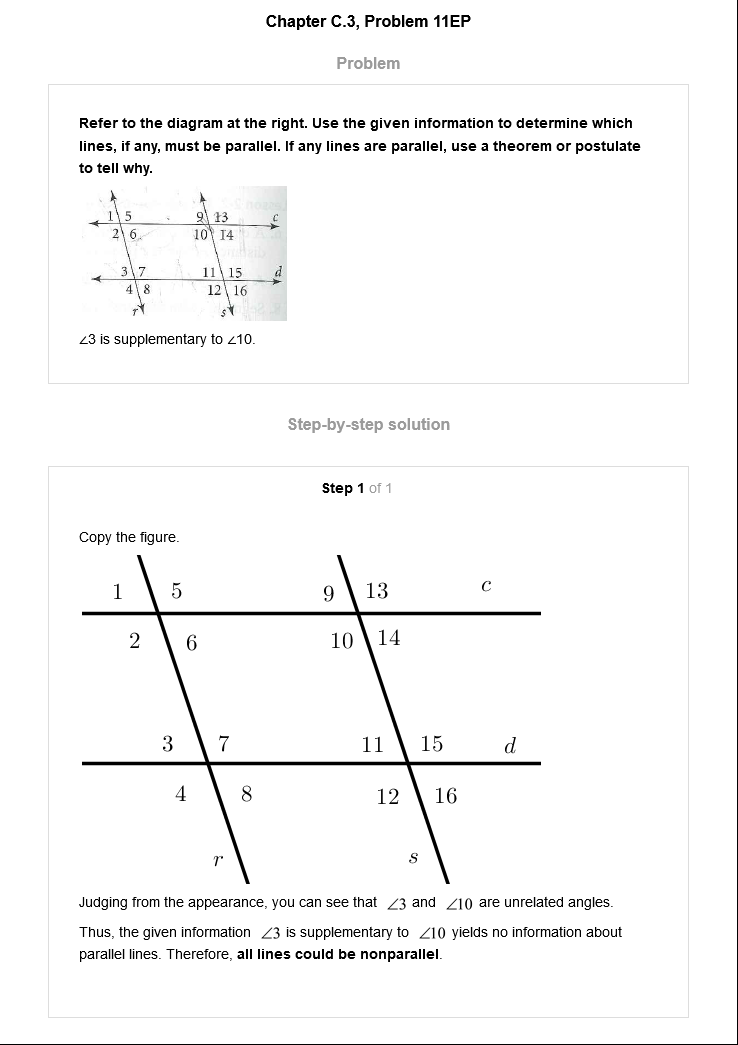 Chapter C.3, Problem 11EP
Problem
Refer to the diagram at the right. Use the given information to determine which
lines, if any, must be parallel. If any lines are parallel, use a theorem or postulate
to tell why.
1 5 9 13 c
2 6 10 14
3 7 11 15 d
4 8 12 16
r s
∠3 is supplementary to ∠10.
Step-by-step solution
Step 1 of 1
Copy the figure.
1 5 9 13 c
2 6 10 14
3 7 11 15 d
4 8 12 16
r s
Judging from the appearance, you can see that ∠3 and ∠10 are unrelated angles.
Thus, the given information ∠3 is supplementary to ∠10 yields no information about
parallel lines. Therefore, all lines could be nonparallel.